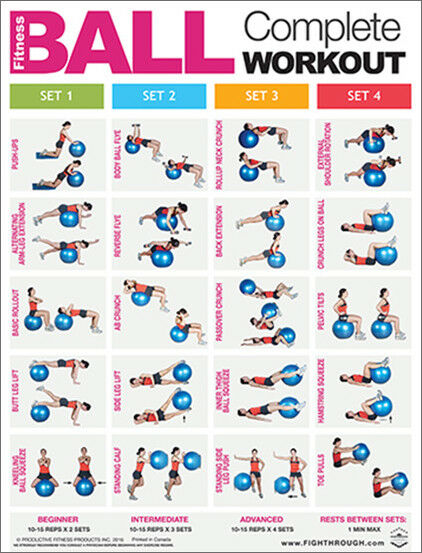 Fitness BALL Complete WORKOUT
SET 1 SET 2 SET 3 SET 4
PUSH-UPS
BODY BALL FLYE
ROLLUP NECK CRUNCH
EXTERNAL SHOULDER ROTATION
ALTERNATING ARM-LEG EXTENSION
REVERSE FLYE
BACK EXTENSION
CRUNCH LEGS ON BALL
BASIC ROLLOUT
AB CRUNCH
PASSOVER CRUNCH
PELVIC TILTS
BUTT LEG LIFT
SIDE LEG LIFT
INNER THIGH BALL SQUEEZE
HAMSTRING SQUEEZE
KNEELING BALL SQUEEZE
STANDING CALF
STANDING SIDE LEG PUSH
TOE PULLS
BEGINNER INTERMEDIATE ADVANCED RESTS BETWEEN SETS:
10-15 REPS X 2 SETS 10-15 REPS X 3 SETS 10-15 REPS X 4 SETS 1 MIN MAX
© PRODUCTIVE FITNESS PRODUCTS INC. 2016 Printed in Canada
WE STRONGLY RECOMMEND YOU CONSULT A PHYSICIAN BEFORE BEGINNING ANY EXERCISE REGIME.
WWW.FIGHTHROUGH.COM